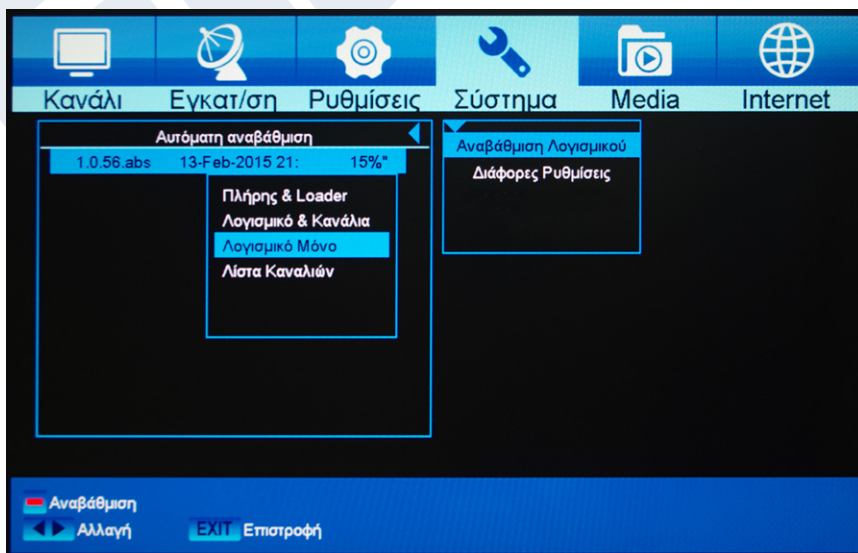 Κανάλι Εγκατ/ση Ρυθμίσεις Σύστημα Media Internet
Αυτόματη αναβάθμιση
1.0.56.abs 13-Feb-2015 21: 15%"
Πλήρης & Loader
Λογισμικό & Κανάλια
Λογισμικό Μόνο
Λίστα Καναλιών
Αναβάθμιση Λογισμικού
Διάφορες Ρυθμίσεις
Αναβάθμιση
Αλλαγή EXIT Επιστροφή